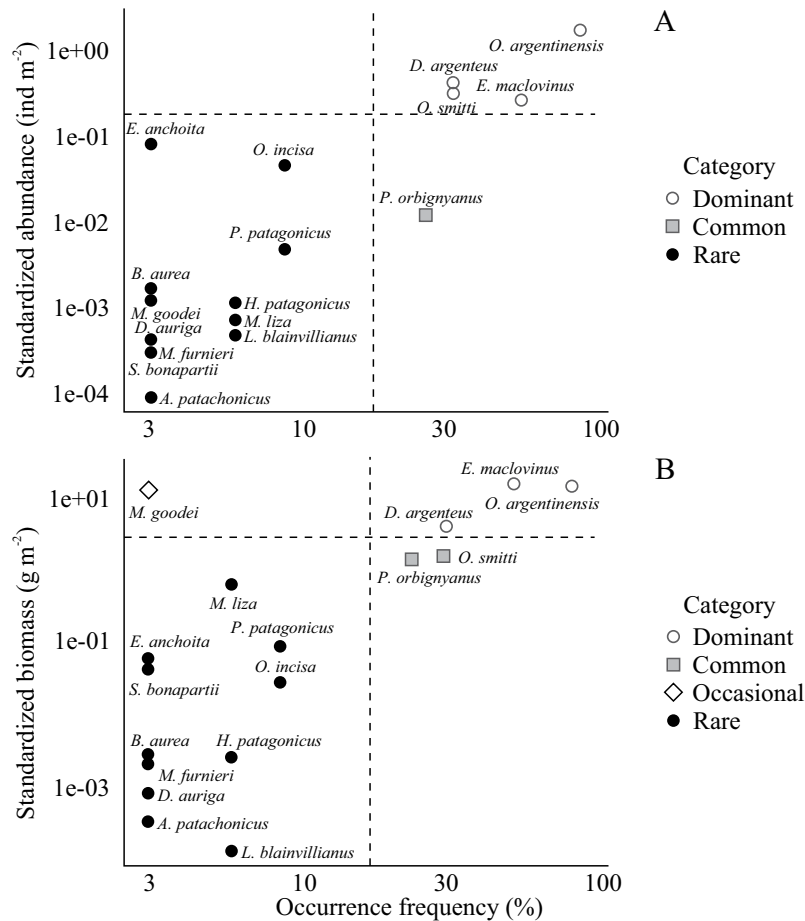 A
Standardized abundance (ind m-2)
1e+00
1e-01
1e-02
1e-03
1e-04
O. argentinensis
D. argenteus
E. maclovinus
O. smitti
E. anchoita
O. incisa
P. orbignyanus
P. patagonicus
B. aurea
H. patagonicus
M. goodei
M. liza
D. auriga
L. blainvillianus
M. furnieri
S. bonapartii
A. patachonicus
3 10 30 100
Category
Dominant
Common
Rare
B
Standardized biomass (g m-2)
1e+01
1e-01
1e-03
E. maclovinus
M. goodei
O. argentinensis
D. argenteus
O. smitti
P. orbignyanus
M. liza
P. patagonicus
E. anchoita
O. incisa
S. bonapartii
B. aurea
H. patagonicus
M. furnieri
D. auriga
A. patachonicus
L. blainvillianus
3 10 30 100
Occurrence frequency (%)
Category
Dominant
Common
Occasional
Rare